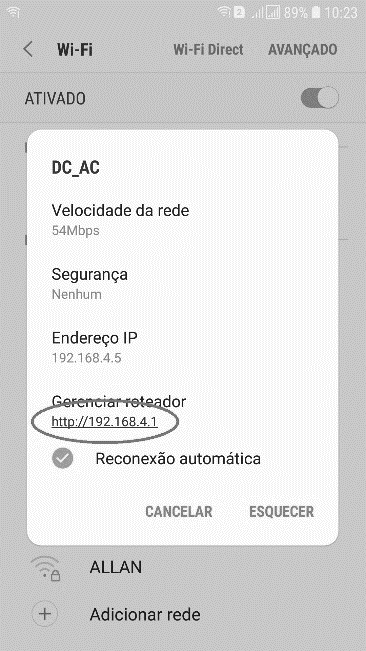 2 89% 10:23
Wi-Fi Wi-Fi Direct AVANÇADO
ATIVADO
DC_AC
Velocidade da rede
54Mbps
Segurança
Nenhum
Endereço IP
192.168.4.5
Gerenciar roteador
http://192.168.4.1
Reconexão automática
CANCELAR ESQUECER
ALLAN
Adicionar rede